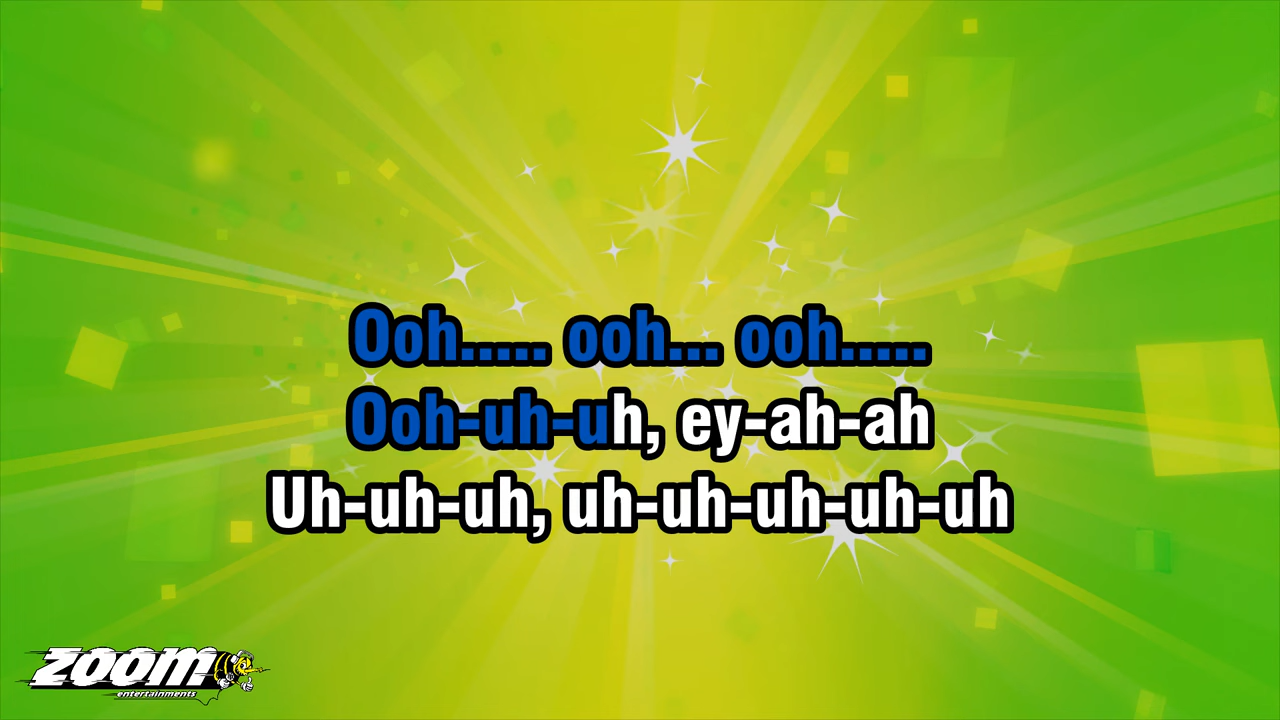 Ooh..... ooh... ooh.....
Ooh-uh-uh, ey-ah-ah
Uh-uh-uh, uh-uh-uh-uh-uh
zoom
entertainments